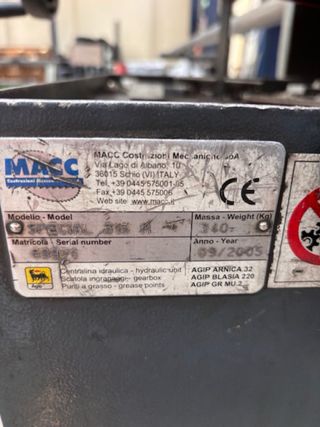 MACC
MACC Costruzioni Meccaniche SpA
Via Lago di Albano, 10
36015 Schio (VI) ITALY
Tel. +39 0445 575001-05
Fax +39 0445 575006
Web site www.macc.it
CE
Modello - Model
SPECIAL
Massa - Weight (Kg)
340
Matricola - Serial number
Anno - Year
09/2005
Agip
Centralina idraulica - hydraulic unit AGIP ARNICA 32
Scatola ingranaggi - gearbox AGIP BLASIA 220
Punti a grasso - grease points AGIP GR MU 2